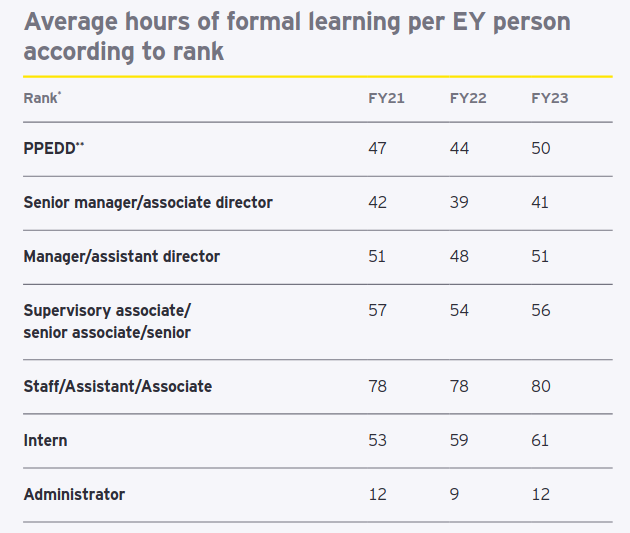 Average hours of formal learning per EY person
according to rank
Rank* FY21 FY22 FY23
PPEDD** 47 44 50
Senior manager/associate director 42 39 41
Manager/assistant director 51 48 51
Supervisory associate/
senior associate/senior 57 54 56
Staff/Assistant/Associate 78 78 80
Intern 53 59 61
Administrator 12 9 12